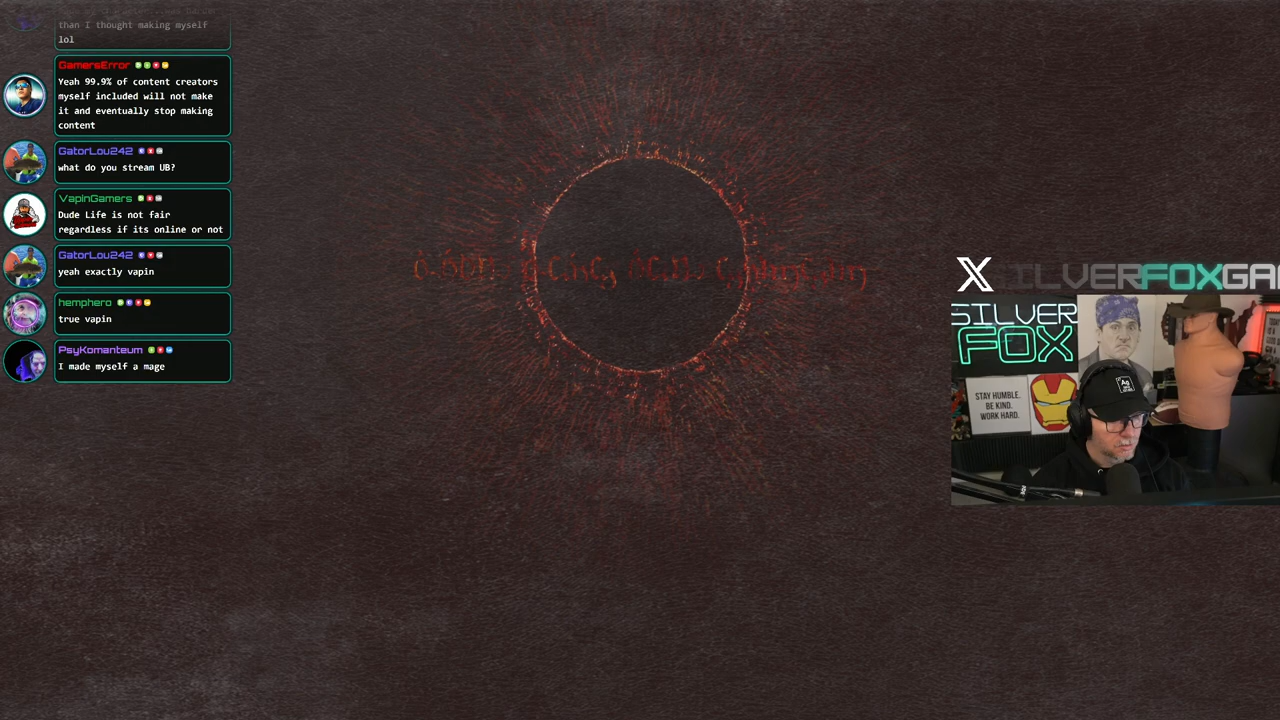 than I thought making myself
lol
GamersError
Yeah 99.9% of content creators
myself included will not make
it and eventually stop making
content
GatorLou242
what do you stream UB?
VapinGamers
Dude Life is not fair
regardless if its online or not
GatorLou242
yeah exactly vapin
hemphero
true vapin
PsyKomanteum
I made myself a mage
SILVERFOXGA
SILVER
FOX
STAY HUMBLE.
BE KIND.
WORK HARD.
Ag